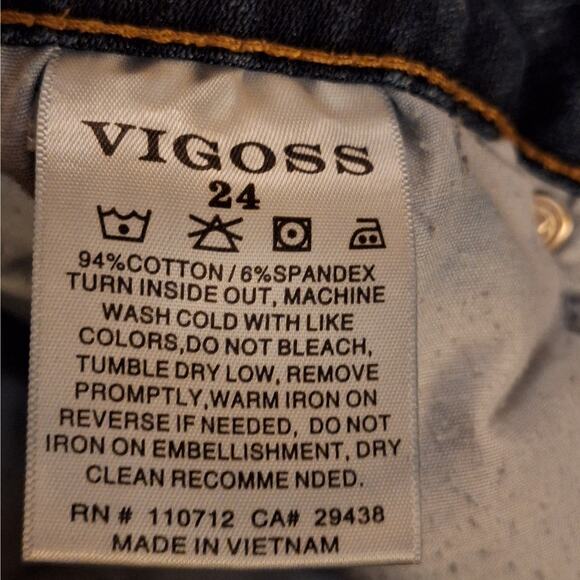 VIGOSS
24
94%COTTON/6%SPANDEX
TURN INSIDE OUT, MACHINE
WASH COLD WITH LIKE
COLORS,DO NOT BLEACH,
TUMBLE DRY LOW, REMOVE
PROMPTLY,WARM IRON ON
REVERSE IF NEEDED, DO NOT
IRON ON EMBELLISHMENT, DRY
CLEAN RECOMME NDED.
RN # 110712 CA# 29438
MADE IN VIETNAM